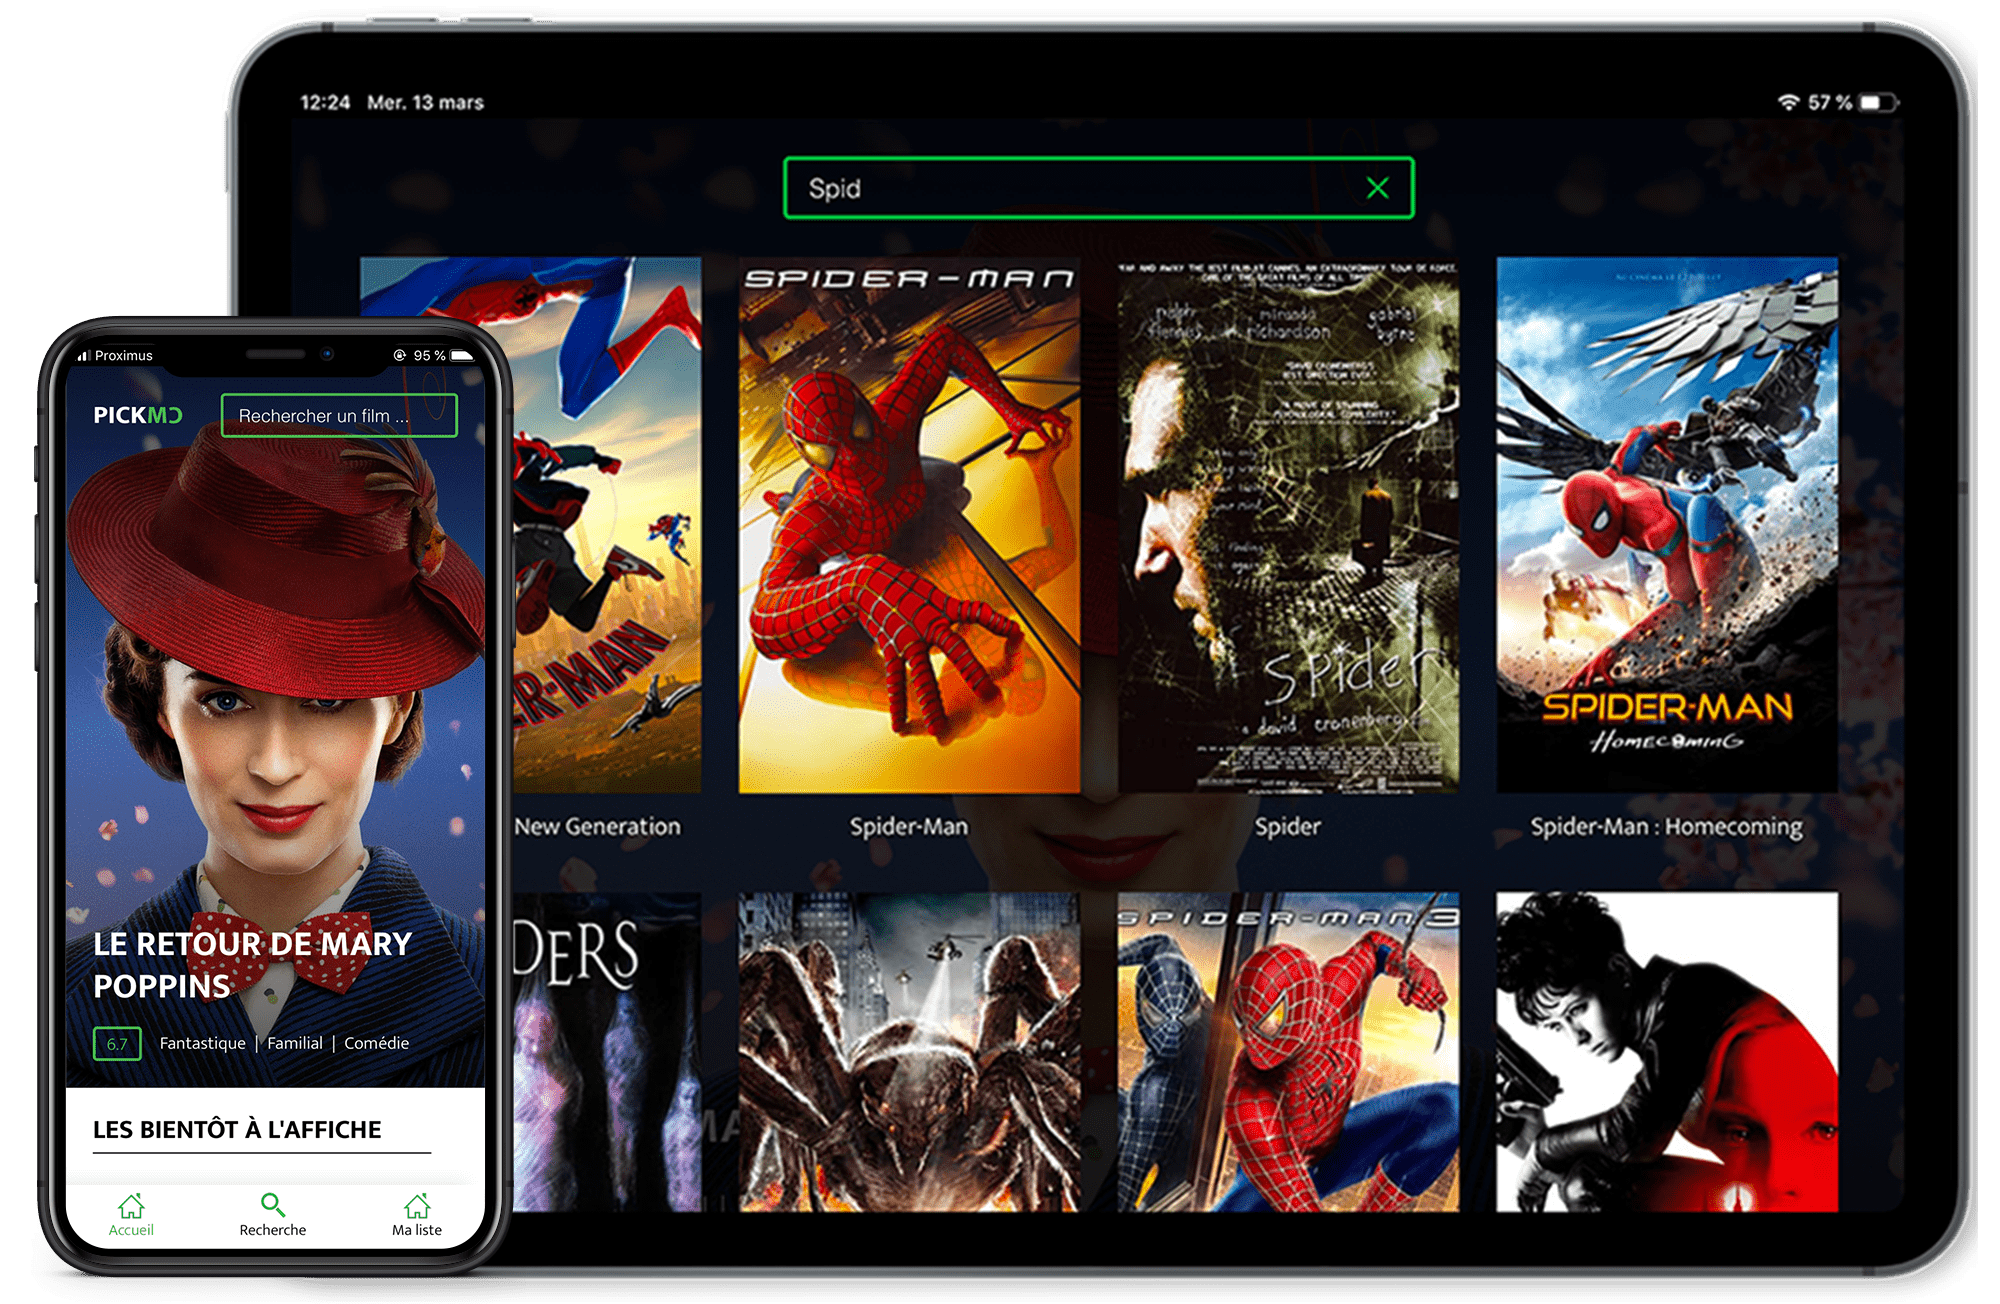 12:24 Mer. 13 mars
57 %
Spid
SPIDER-MAN
ralph fiennes
miranda richardson
gabriel byrne
Spider
a david cronenberg
SPIDER-MAN
HOMECOMING
ER-MAN
New Generation
Spider-Man
Spider
Spider-Man : Homecoming
DERS
SPIDER-MAN 3
Proximus
95 %
PICKMO
Rechercher un film ...
LE RETOUR DE MARY
POPPINS
6.7
Fantastique | Familial | Comédie
LES BIENTÔT À L'AFFICHE
Accueil
Recherche
Ma liste